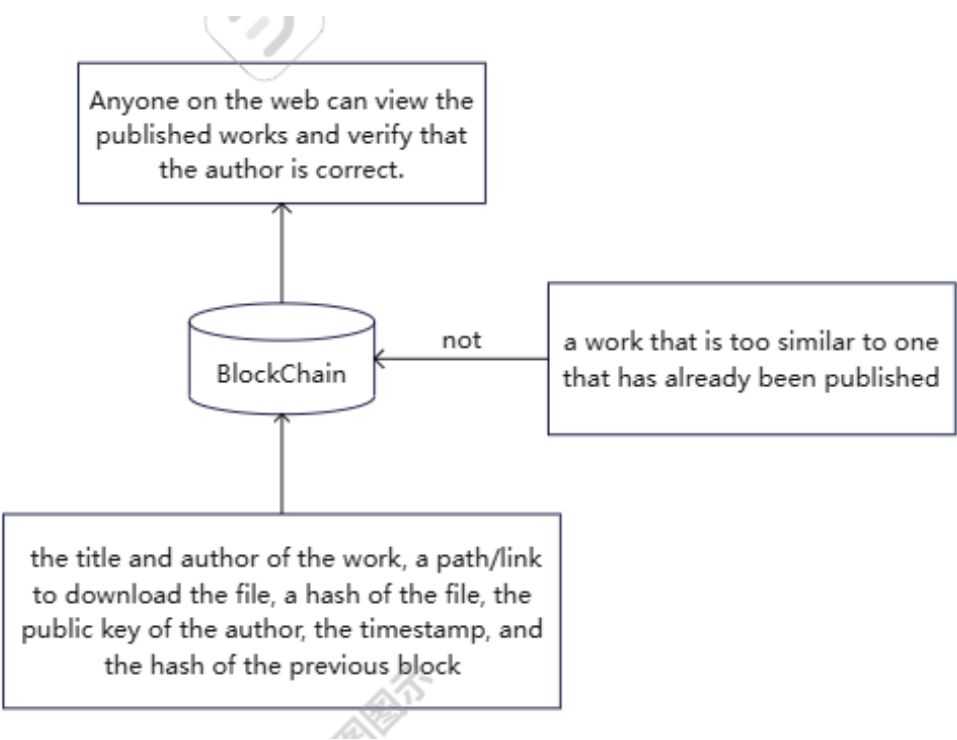 Anyone on the web can view the
published works and verify that
the author is correct.
not
a work that is too similar to one
that has already been published
BlockChain
the title and author of the work, a path/link
to download the file, a hash of the file, the
public key of the author, the timestamp, and
the hash of the previous block
图示